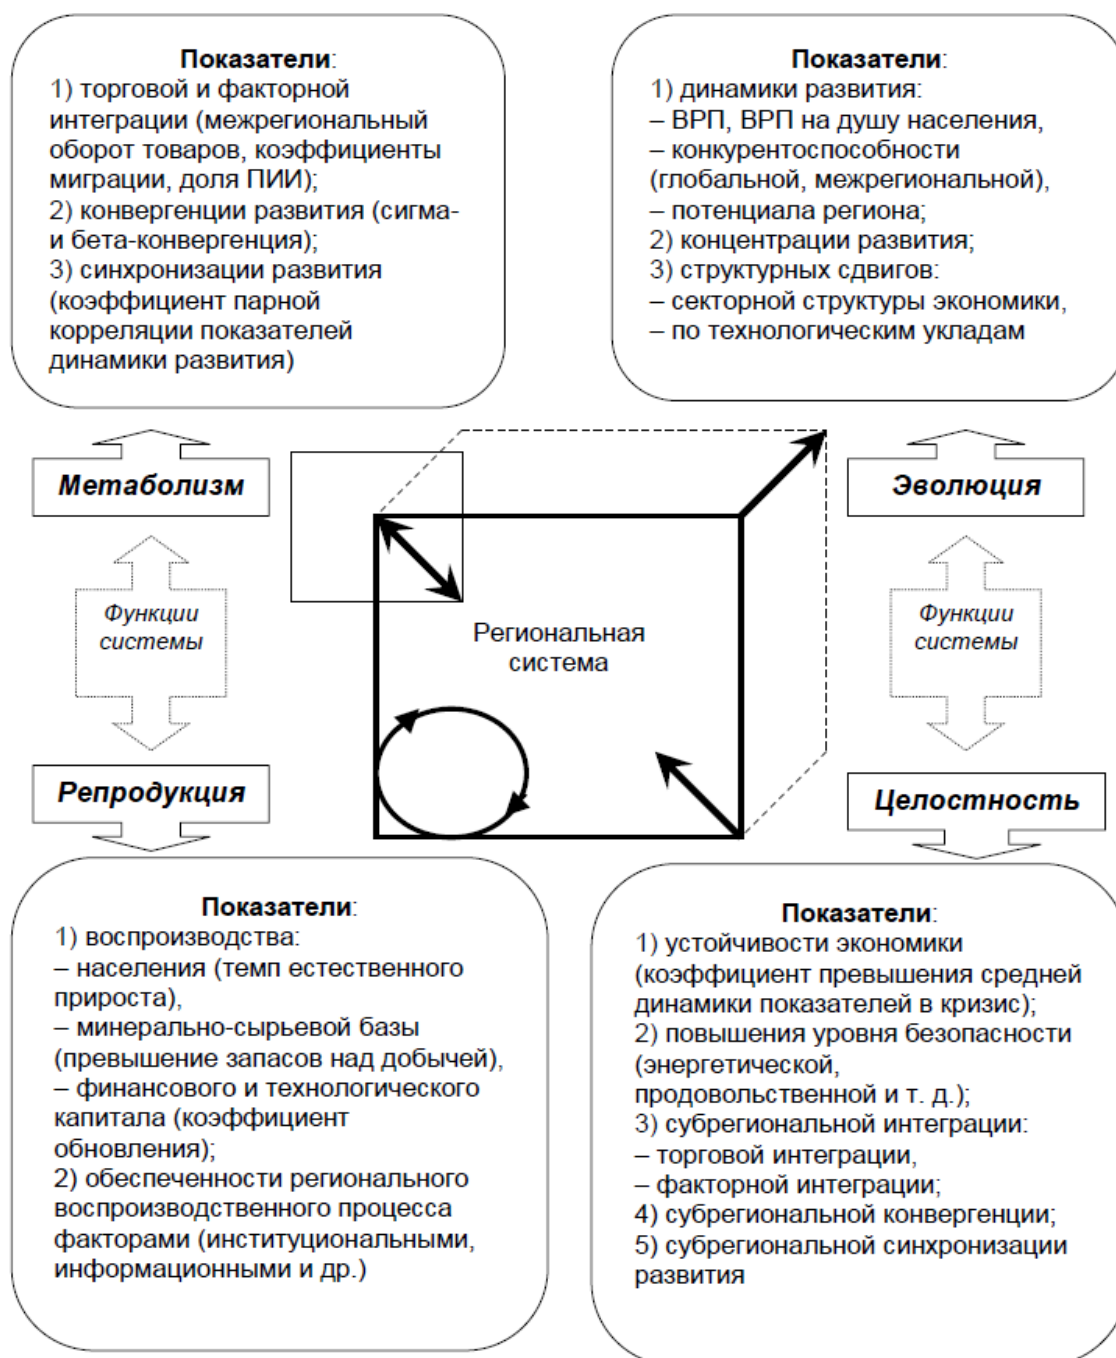 Показатели:
1) торговой и факторной
интеграции (межрегиональный
оборот товаров, коэффициенты
миграции, доля ПИИ);
2) конвергенции развития (сигма-
и бета-конвергенция);
3) синхронизации развития
(коэффициент парной
корреляции показателей
динамики развития)
Показатели:
1) динамики развития:
– ВРП, ВРП на душу населения,
– конкурентоспособности
(глобальной, межрегиональной),
– потенциала региона;
2) концентрации развития;
3) структурных сдвигов:
– секторной структуры экономики,
– по технологическим укладам
Метаболизм
Эволюция
Функции
системы
Региональная
система
Функции
системы
Репродукция
Целостность
Показатели:
1) воспроизводства:
– населения (темп естественного
прироста),
– минерально-сырьевой базы
(превышение запасов над добычей),
– финансового и технологического
капитала (коэффициент
обновления);
2) обеспеченности регионального
воспроизводственного процесса
факторами (институциональными,
информационными и др.)
Показатели:
1) устойчивости экономики
(коэффициент превышения средней
динамики показателей в кризис);
2) повышения уровня безопасности
(энергетической,
продовольственной и т. д.);
3) субрегиональной интеграции:
– торговой интеграции,
– факторной интеграции;
4) субрегиональной конвергенции;
5) субрегиональной синхронизации
развития